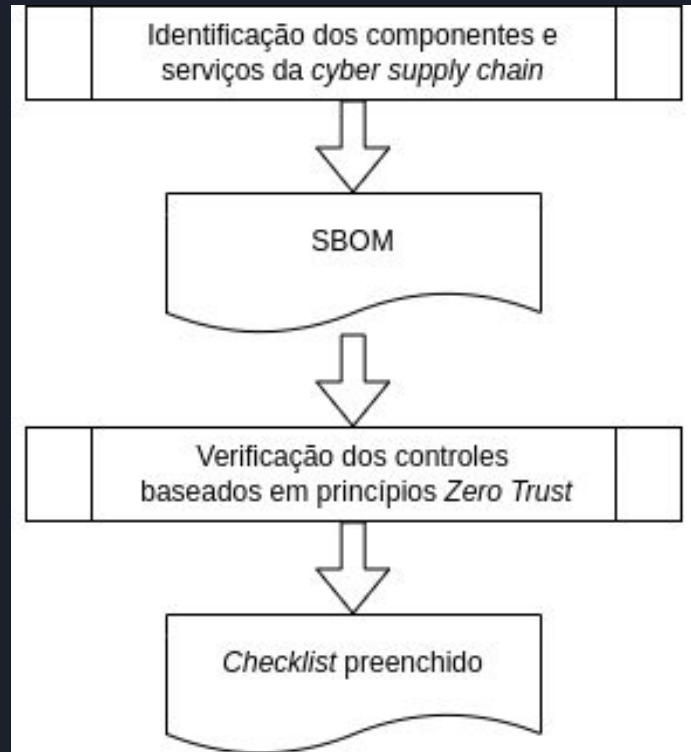 Identificação dos componentes e
serviços da cyber supply chain
SBOM
Verificação dos controles
baseados em princípios Zero Trust
Checklist preenchido